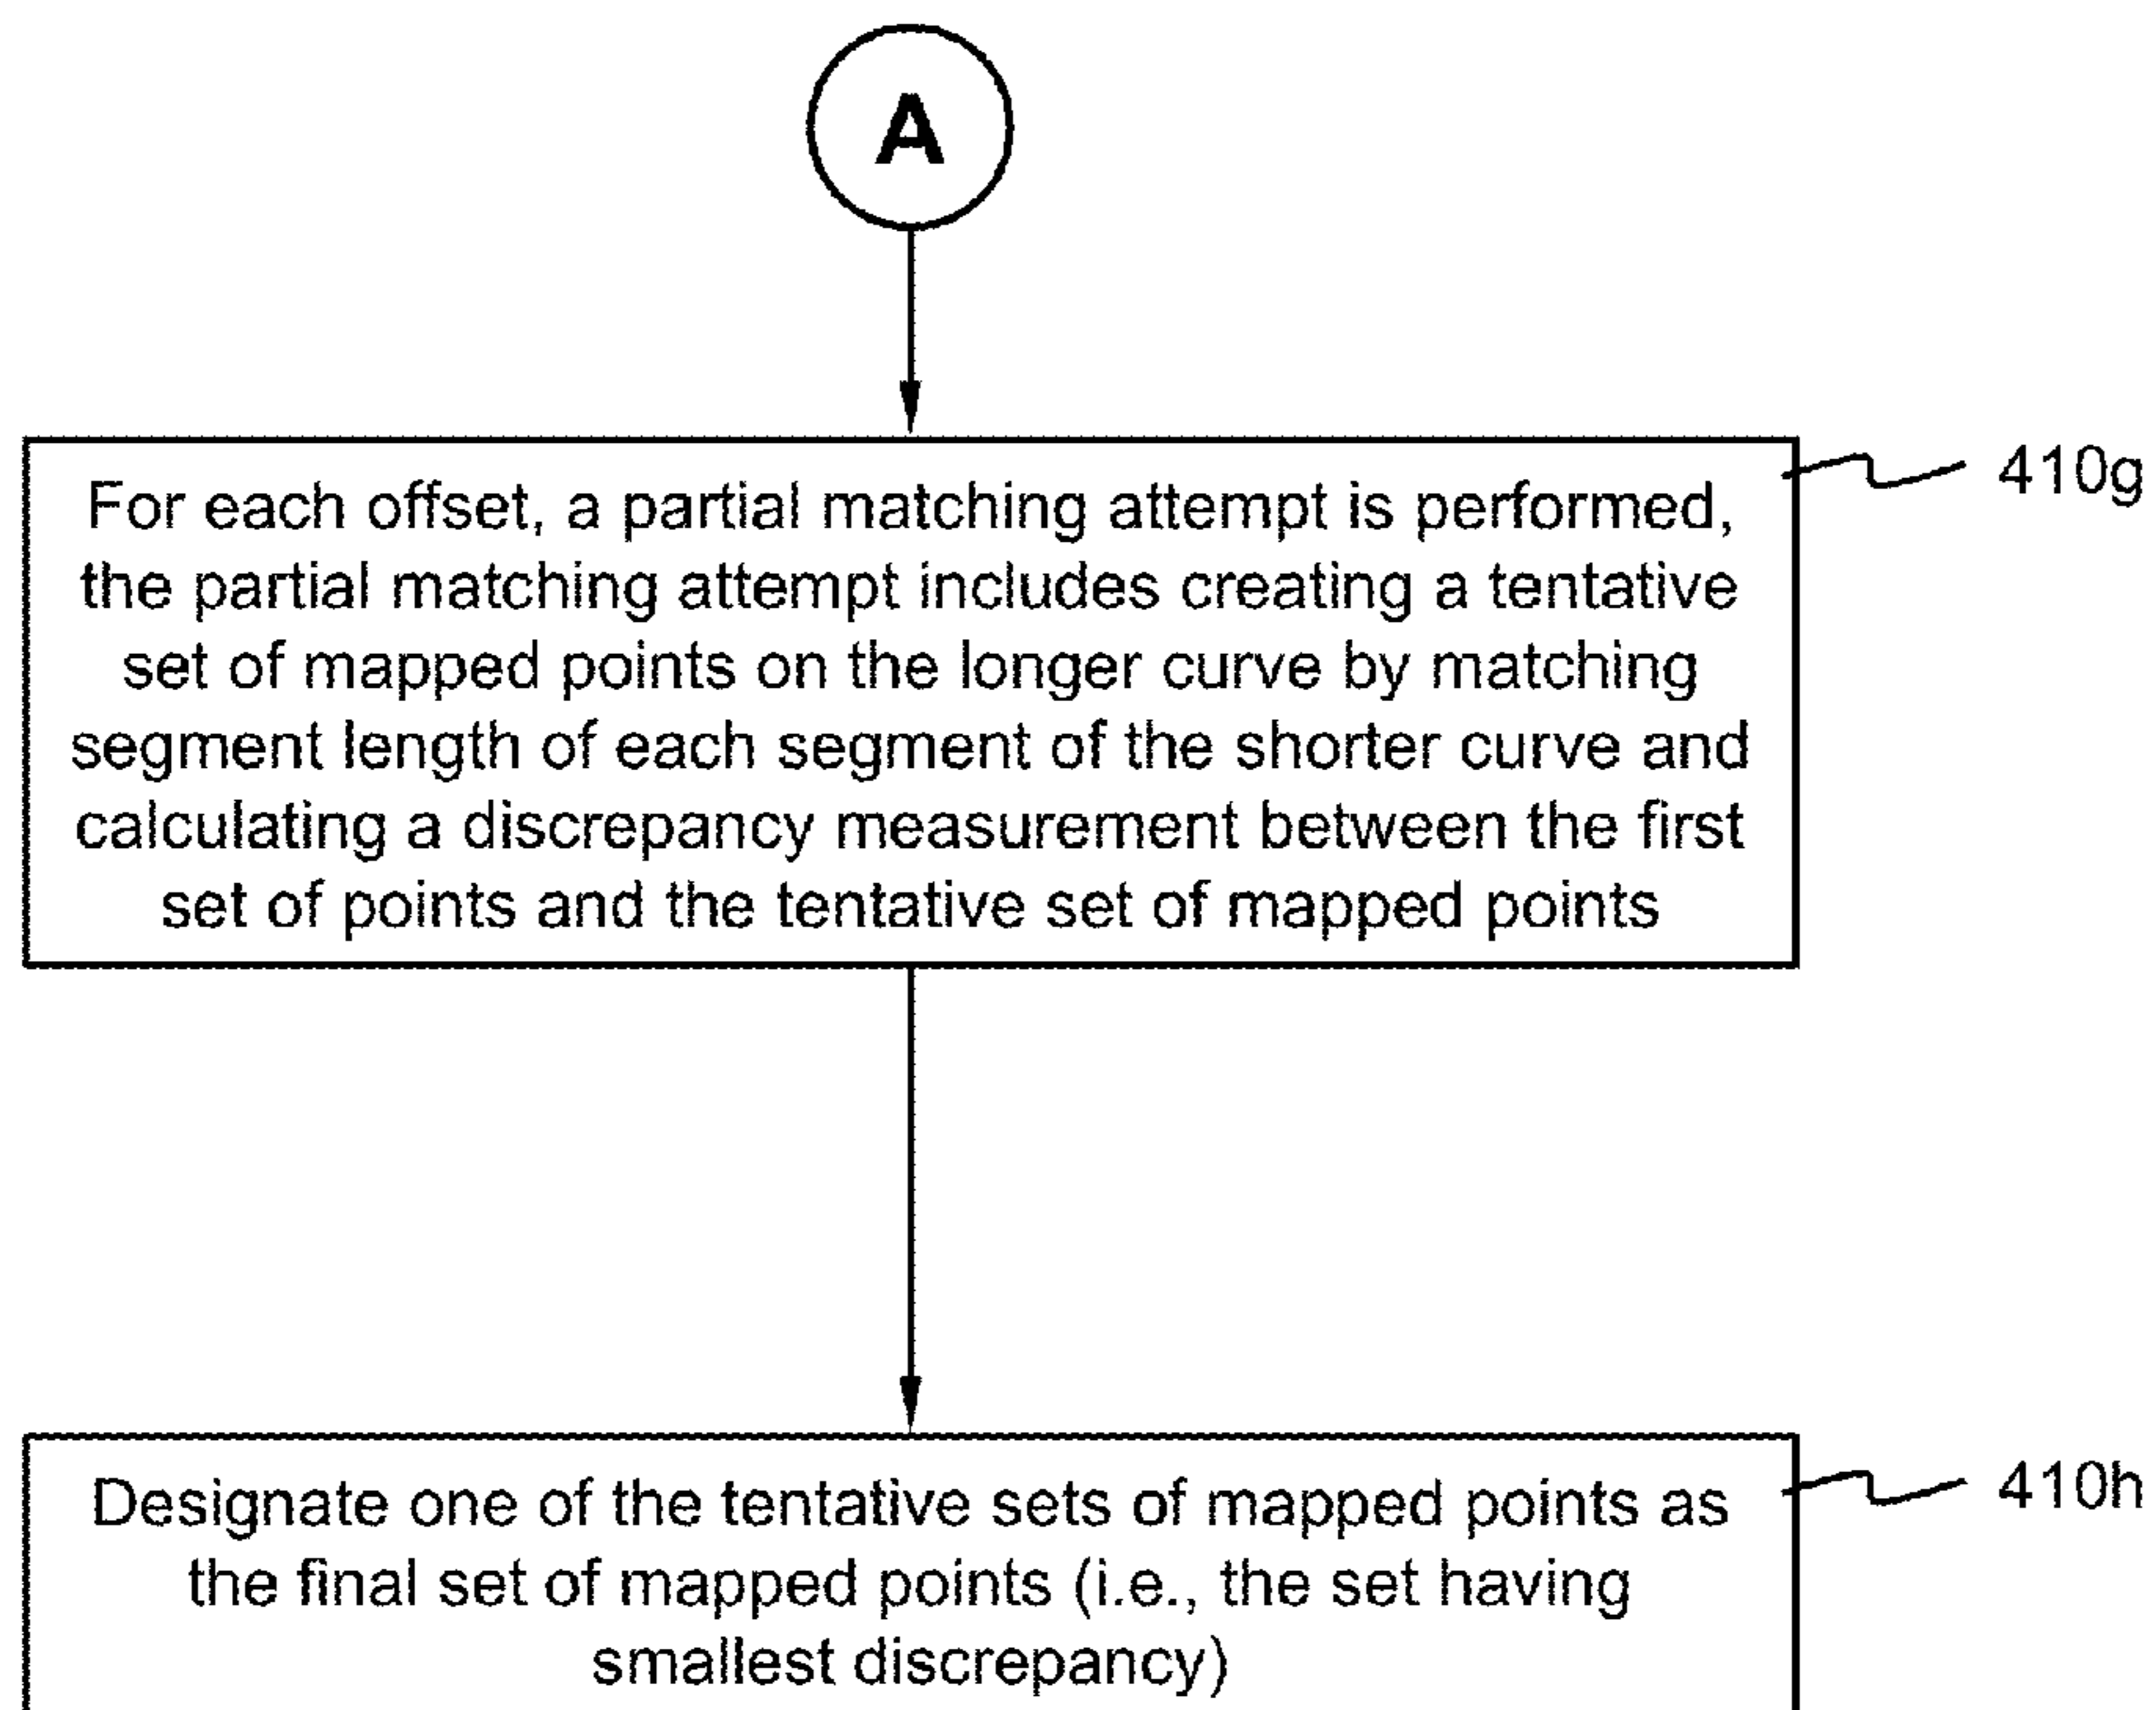 A
For each offset, a partial matching attempt is performed,
the partial matching attempt includes creating a tentative
set of mapped points on the longer curve by matching
segment length of each segment of the shorter curve and
calculating a discrepancy measurement between the first
set of points and the tentative set of mapped points
410g
Designate one of the tentative sets of mapped points as
the final set of mapped points (i.e., the set having
smallest discrepancy)
410h